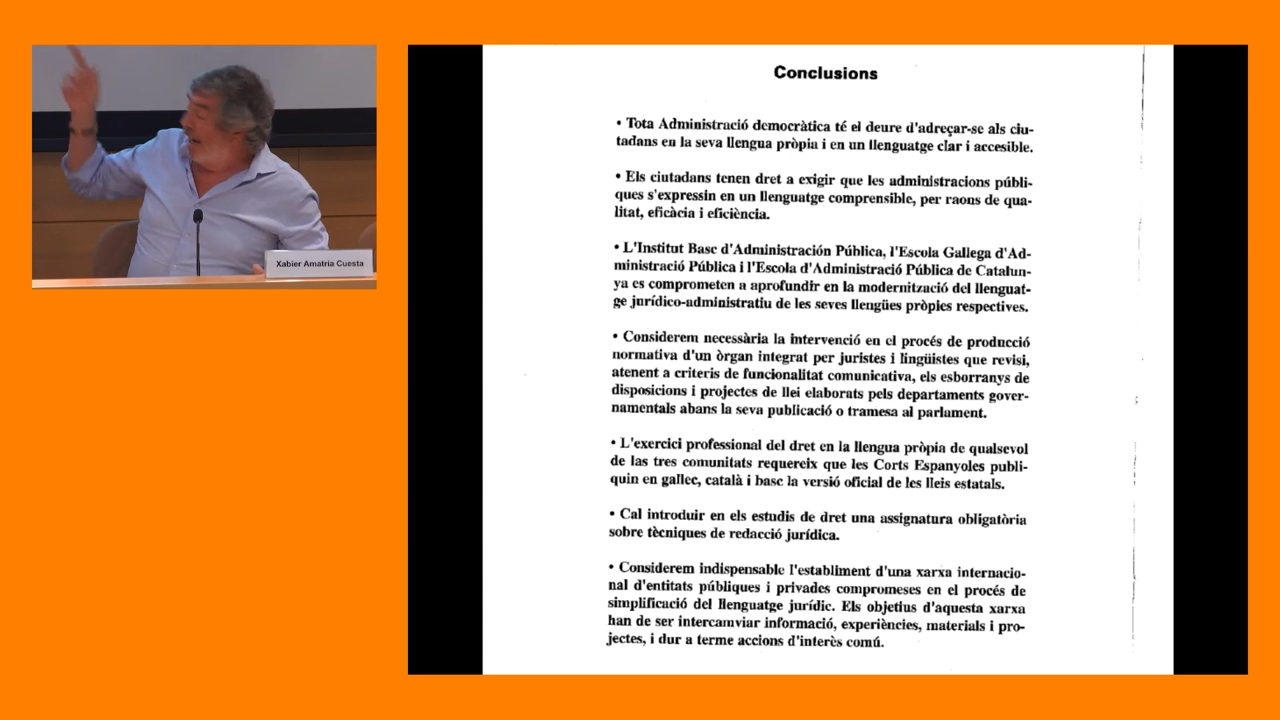 Xabier Amatria Cuesta
Conclusions
• Tota Administració democràtica té el deure d'adreçar-se als ciu-
tadans en la seva llengua pròpia i en un llenguatge clar i accesible.
• Els ciutadans tenen dret a exigir que les administracions públi-
ques s'expressin en un llenguatge comprensible, per raons de qua-
litat, eficàcia i eficiència.
• L'Institut Basc d'Administración Pública, l'Escola Gallega d'Ad-
ministració Pública i l'Escola d'Administració Pública de Catalun-
ya es comprometen a aprofundir en la modernització del llenguat-
ge jurídico-administratiu de les seves llengües pròpies respectives.
• Considerem necessària la intervenció en el procés de producció
normativa d'un òrgan integrat per juristes i lingüistes que revisi,
atenent a criteris de funcionalitat comunicativa, els esborranys de
disposicions i projectes de llei elaborats pels departaments gover-
namentals abans la seva publicació o tramesa al parlament.
• L'exercici professional del dret en la llengua pròpia de qualsevol
de las tres comunitats requereix que les Corts Espanyoles publi-
quin en gallec, català i basc la versió oficial de les lleis estatals.
• Cal introduir en els estudis de dret una assignatura obligatòria
sobre tècniques de redacció jurídica.
• Considerem indispensable l'establiment d'una xarxa internacio-
nal d'entitats públiques i privades compromeses en el procés de
simplificació del llenguatge jurídic. Els objetius d'aquesta xarxa
han de ser intercamviar informació, experiències, materials i pro-
jectes, i dur a terme accions d'interès comú.